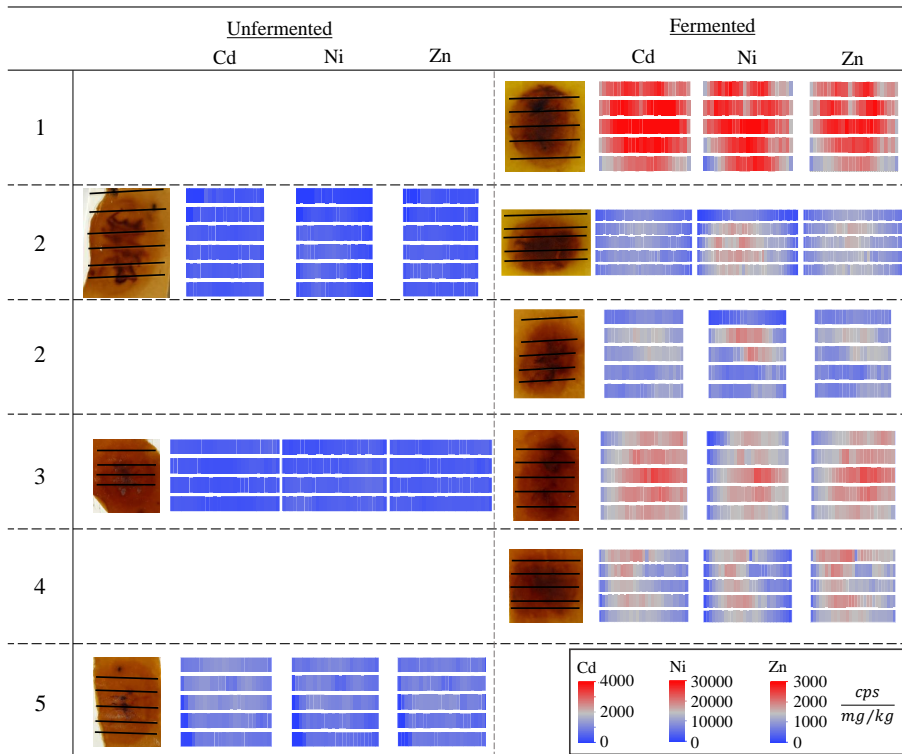 Unfermented Fermented
Cd Ni Zn Cd Ni Zn
1
2
2
3
4
5
Cd Ni Zn
4000 30000 3000
2000 20000 2000
10000 1000
0 0 0
cps
mg/kg